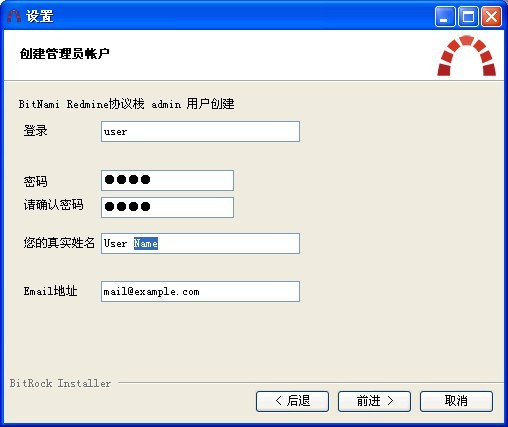 设置
创建管理员帐户
BitNami Redmine协议栈 admin 用户创建
登录 user
密码 ●●●●
请确认密码 ●●●●
您的真实姓名 User Name
Email地址 mail@example.com
BitRock Installer
< 后退 前进 > 取消